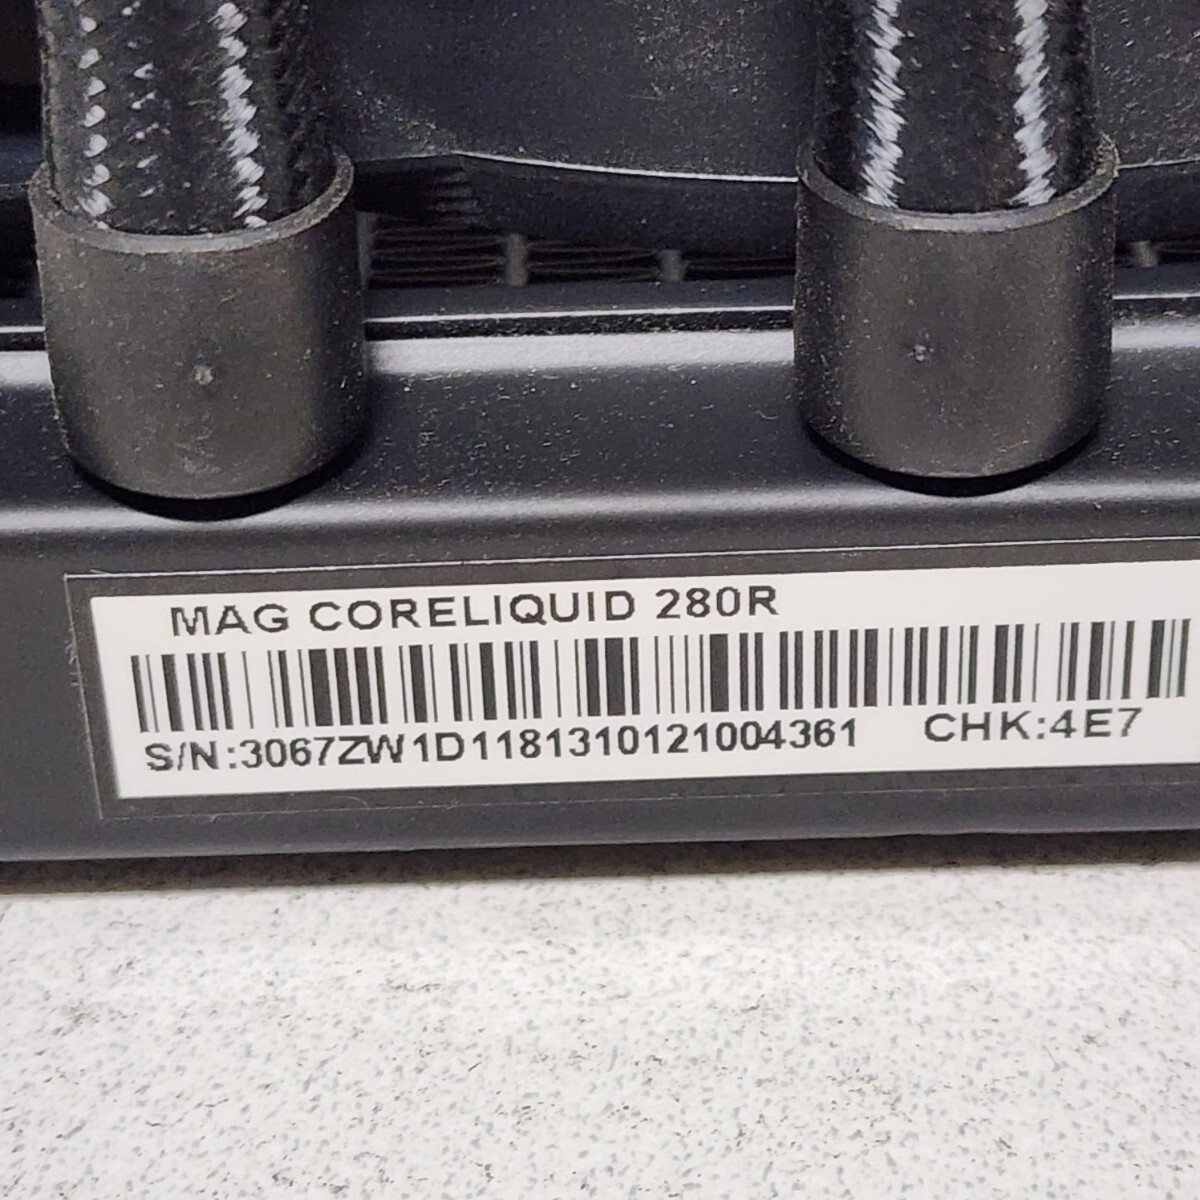 MAG CORELIQUID 280R
S/N:3067ZW1D1181310121004361 CHK:4E7